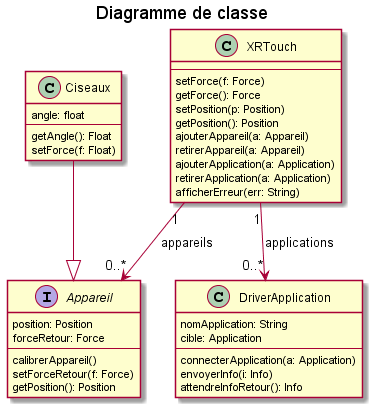 Diagramme de classe
C XRTouch
setForce(f: Force)
getForce(): Force
setPosition(p: Position)
getPosition(): Position
ajouterAppareil(a: Appareil)
retirerAppareil(a: Appareil)
ajouterApplication(a: Application)
retirerApplication(a: Application)
afficherErreur(err: String)
C Ciseaux
angle: float
getAngle(): Float
setForce(f: Float)
1
appareils
0..*
1
applications
0..*
I Appareil
position: Position
forceRetour: Force
calibrerAppareil()
setForceRetour(f: Force)
getPosition(): Position
C DriverApplication
nomApplication: String
cible: Application
connecterApplication(a: Application)
envoyerInfo(i: Info)
attendreInfoRetour(): Info